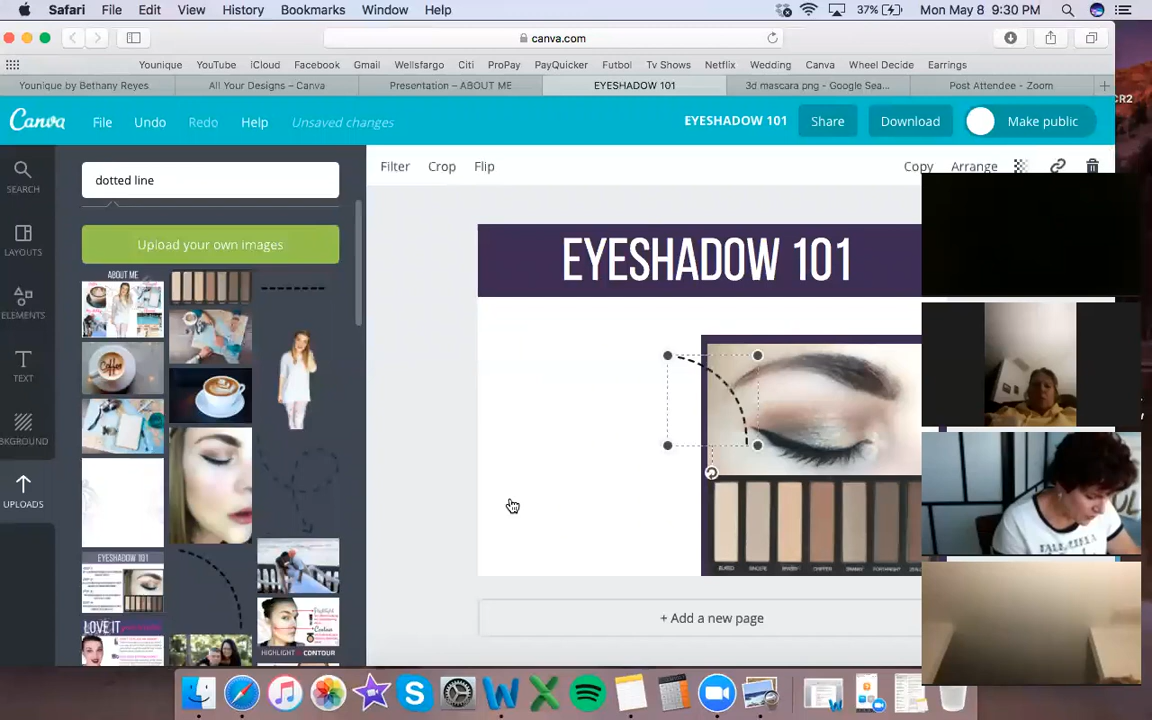 Safari File Edit View History Bookmarks Window Help 37% Mon May 8 9:30 PM
canva.com
Younique YouTube iCloud Facebook Gmail Wellsfargo Citi ProPay PayQuicker Futbol Tv Shows Netflix Wedding Canva Wheel Decide Earrings
Younique by Bethany Reyes All Your Designs – Canva Presentation – ABOUT ME EYESHADOW 101 3d mascara png - Google Sea... Post Attendee - Zoom
CR2
Canva File Undo Redo Help Unsaved changes EYESHADOW 101 Share Download Make public
Filter Crop Flip Copy Arrange
SEARCH
dotted line
LAYOUTS
Upload your own images
EYESHADOW 101
ABOUT ME
ELEMENTS
TEXT
Coffee
BKGROUND
UPLOADS
EYESHADOW 101
LOVE IT
Highlight
Contour
HIGHLIGHT CONTOUR
+ Add a new page